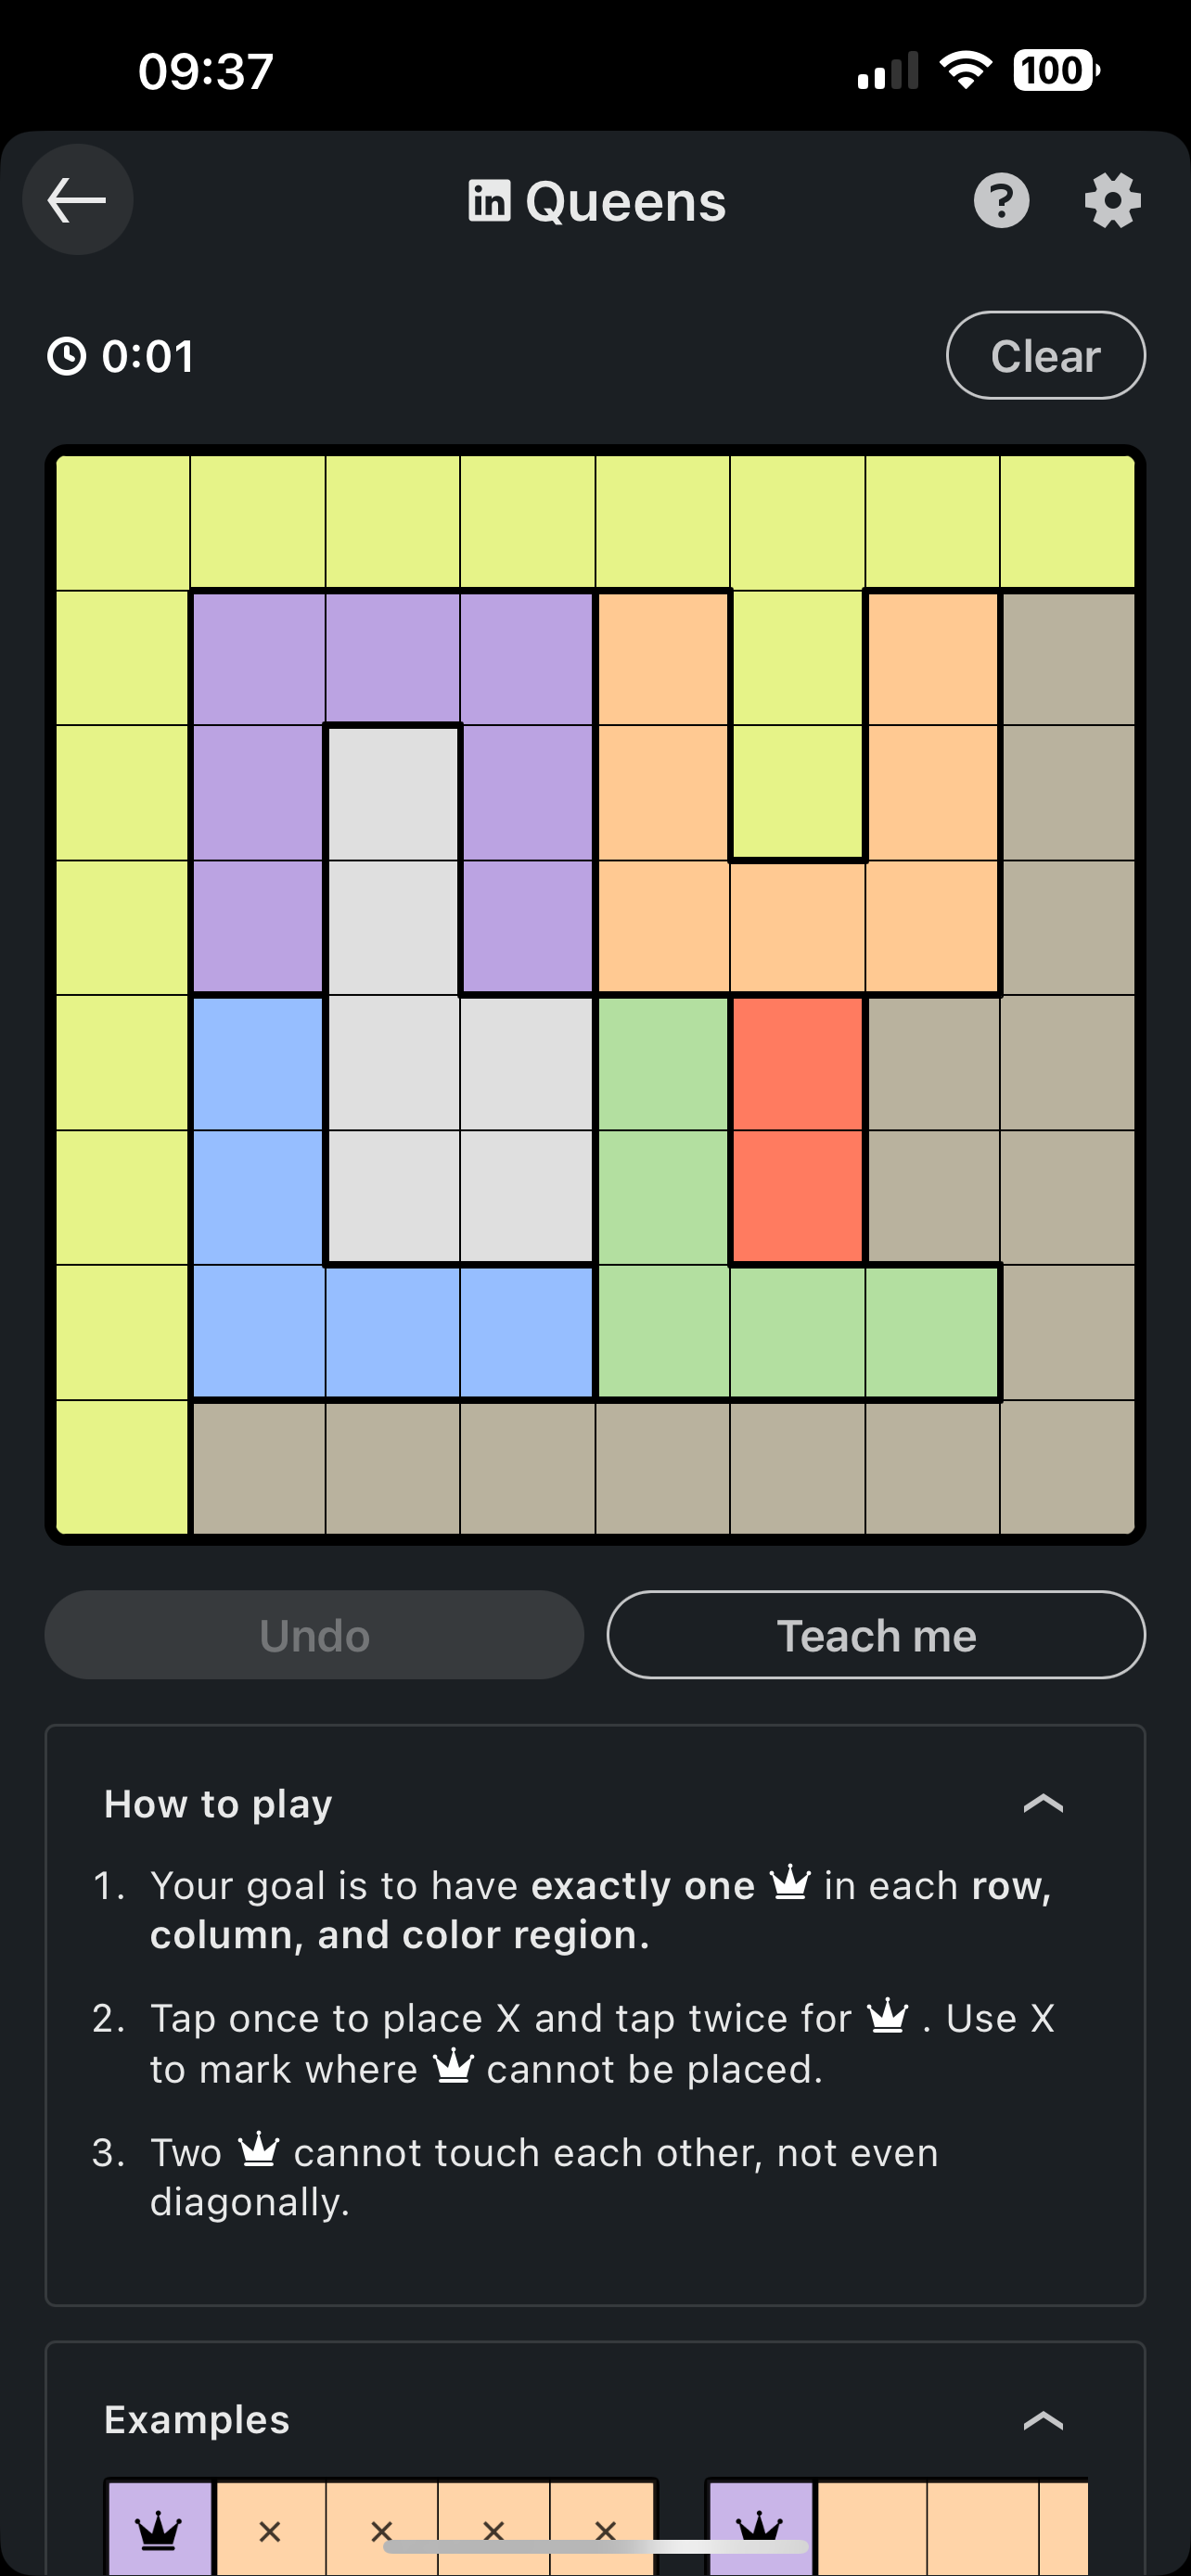 09:37
100
in Queens
?
0:01
Clear
Undo
Teach me
How to play
1. Your goal is to have exactly one in each row,
column, and color region.
2. Tap once to place X and tap twice for . Use X
to mark where cannot be placed.
3. Two cannot touch each other, not even
diagonally.
Examples